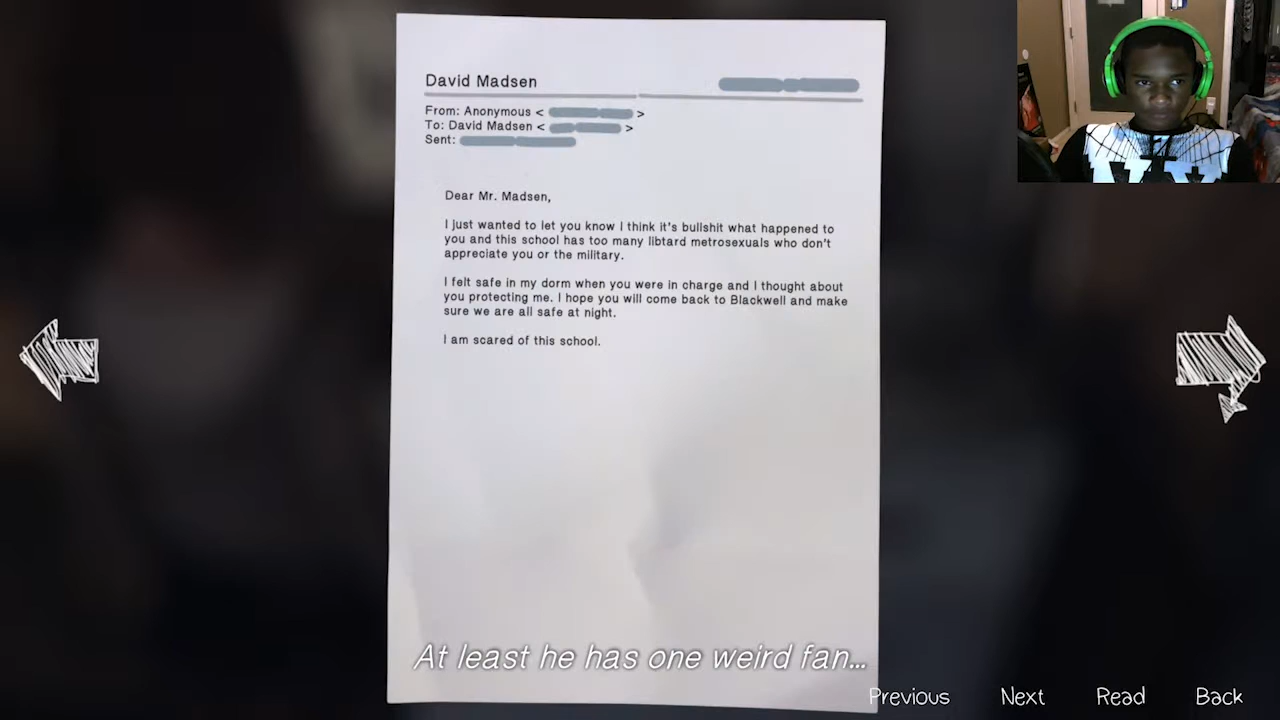 David Madsen
From: Anonymous < >
To: David Madsen < >
Sent:
Dear Mr. Madsen,
I just wanted to let you know I think it's bullshit what happened to
you and this school has too many libtard metrosexuals who don't
appreciate you or the military.
I felt safe in my dorm when you were in charge and I thought about
you protecting me. I hope you will come back to Blackwell and make
sure we are all safe at night.
I am scared of this school.
At least he has one weird fan...
Previous Next Read Back